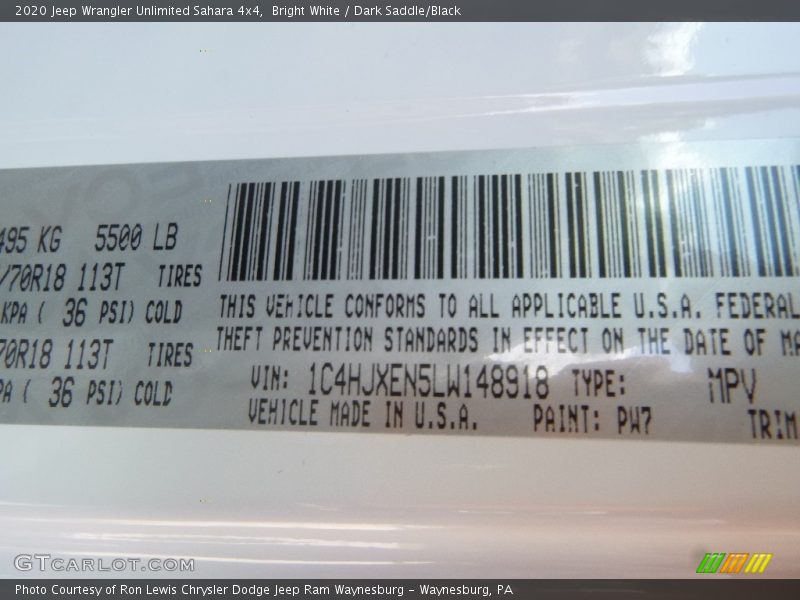 2020 Jeep Wrangler Unlimited Sahara 4x4, Bright White / Dark Saddle/Black
495 KG 5500 LB
/70R18 113T TIRES
KPA ( 36 PSI) COLD
70R18 113T TIRES
PA ( 36 PSI) COLD
THIS VEHICLE CONFORMS TO ALL APPLICABLE U.S.A. FEDERAL
THEFT PREVENTION STANDARDS IN EFFECT ON THE DATE OF MA
VIN: 1C4HJXEN5LW148918 TYPE: MPV
VEHICLE MADE IN U.S.A. PAINT: PW7 TRIM
GTCARLOT.COM
Photo Courtesy of Ron Lewis Chrysler Dodge Jeep Ram Waynesburg - Waynesburg, PA